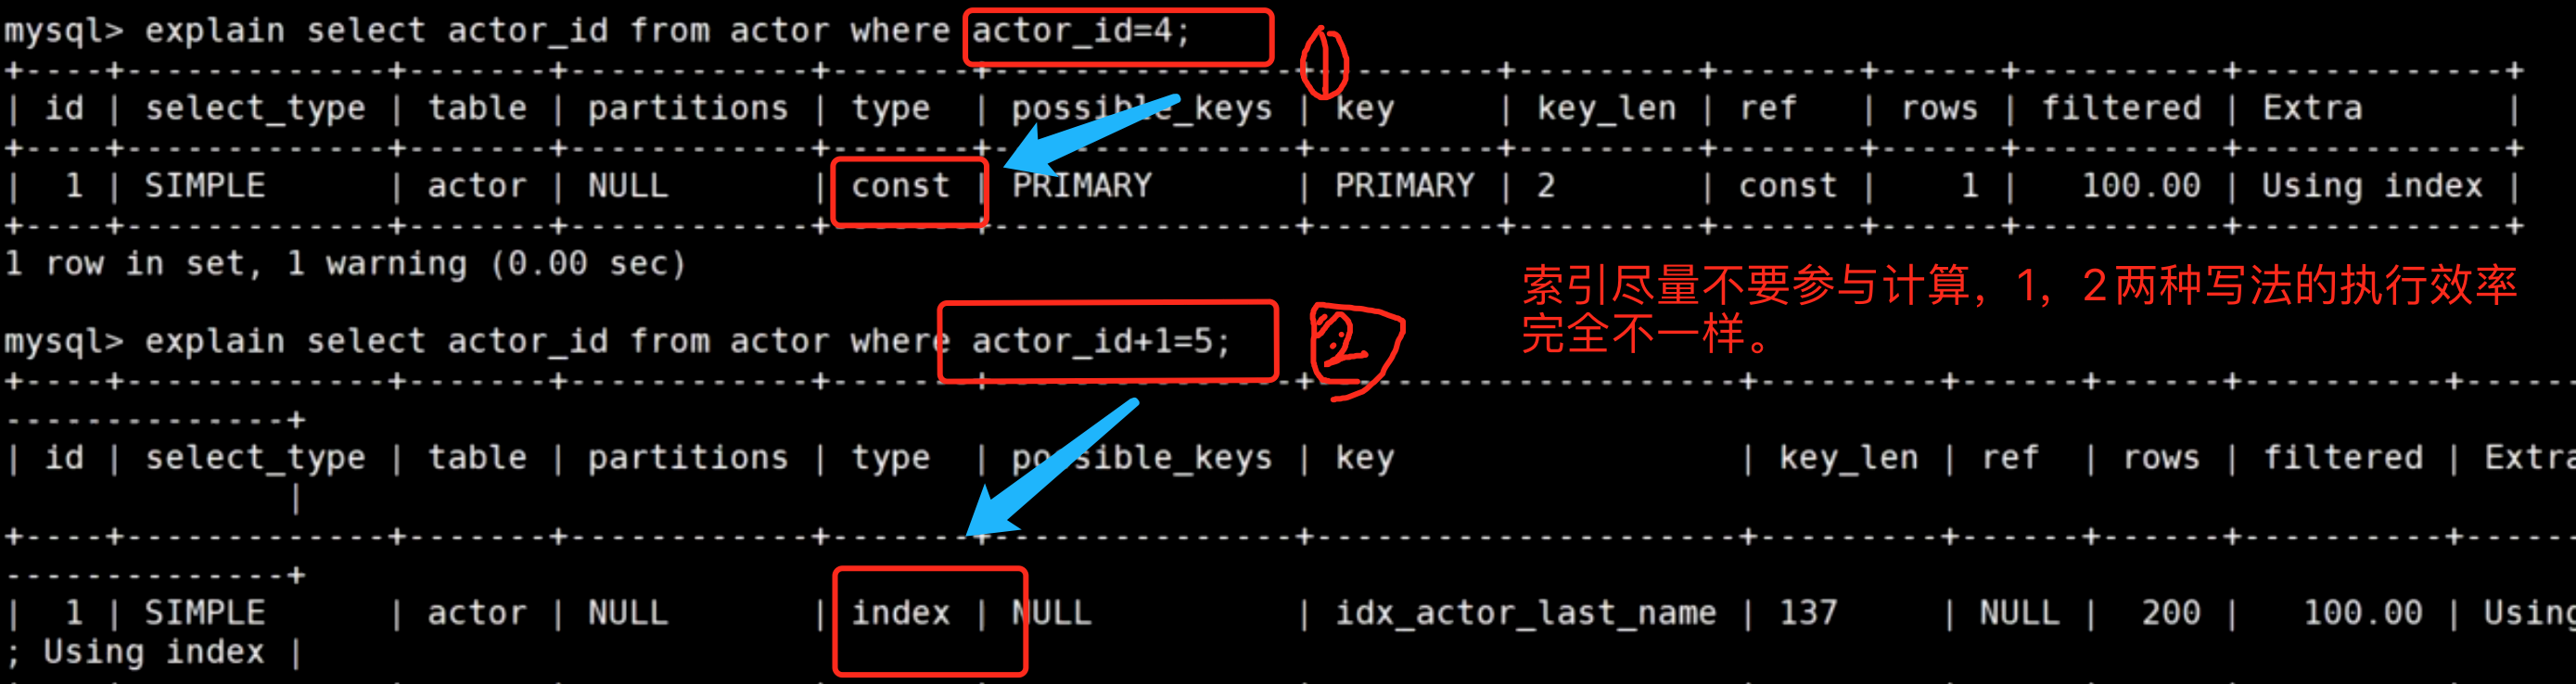 mysql> explain select actor_id from actor where actor_id=4;
①
+----+-------------+-------+------------+-------+---------------+---------+---------+-------+------+----------+-------------+
| id | select_type | table | partitions | type  | possible_keys | key     | key_len | ref   | rows | filtered | Extra       |
+----+-------------+-------+------------+-------+---------------+---------+---------+-------+------+----------+-------------+
|  1 | SIMPLE      | actor | NULL       | const | PRIMARY       | PRIMARY | 2       | const |    1 |   100.00 | Using index |
+----+-------------+-------+------------+-------+---------------+---------+---------+-------+------+----------+-------------+
1 row in set, 1 warning (0.00 sec)
索引尽量不要参与计算，1，2两种写法的执行效率
完全不一样。
mysql> explain select actor_id from actor where actor_id+1=5;
②
+----+-------------+-------+------------+-------+---------------+---------------------+---------+------+------+----------+-----
--------------+
| id | select_type | table | partitions | type  | possible_keys | key                 | key_len | ref  | rows | filtered | Extra
              |
+----+-------------+-------+------------+-------+---------------+---------------------+---------+------+------+----------+-----
--------------+
|  1 | SIMPLE      | actor | NULL       | index | NULL          | idx_actor_last_name | 137     | NULL |  200 |   100.00 | Using
; Using index |